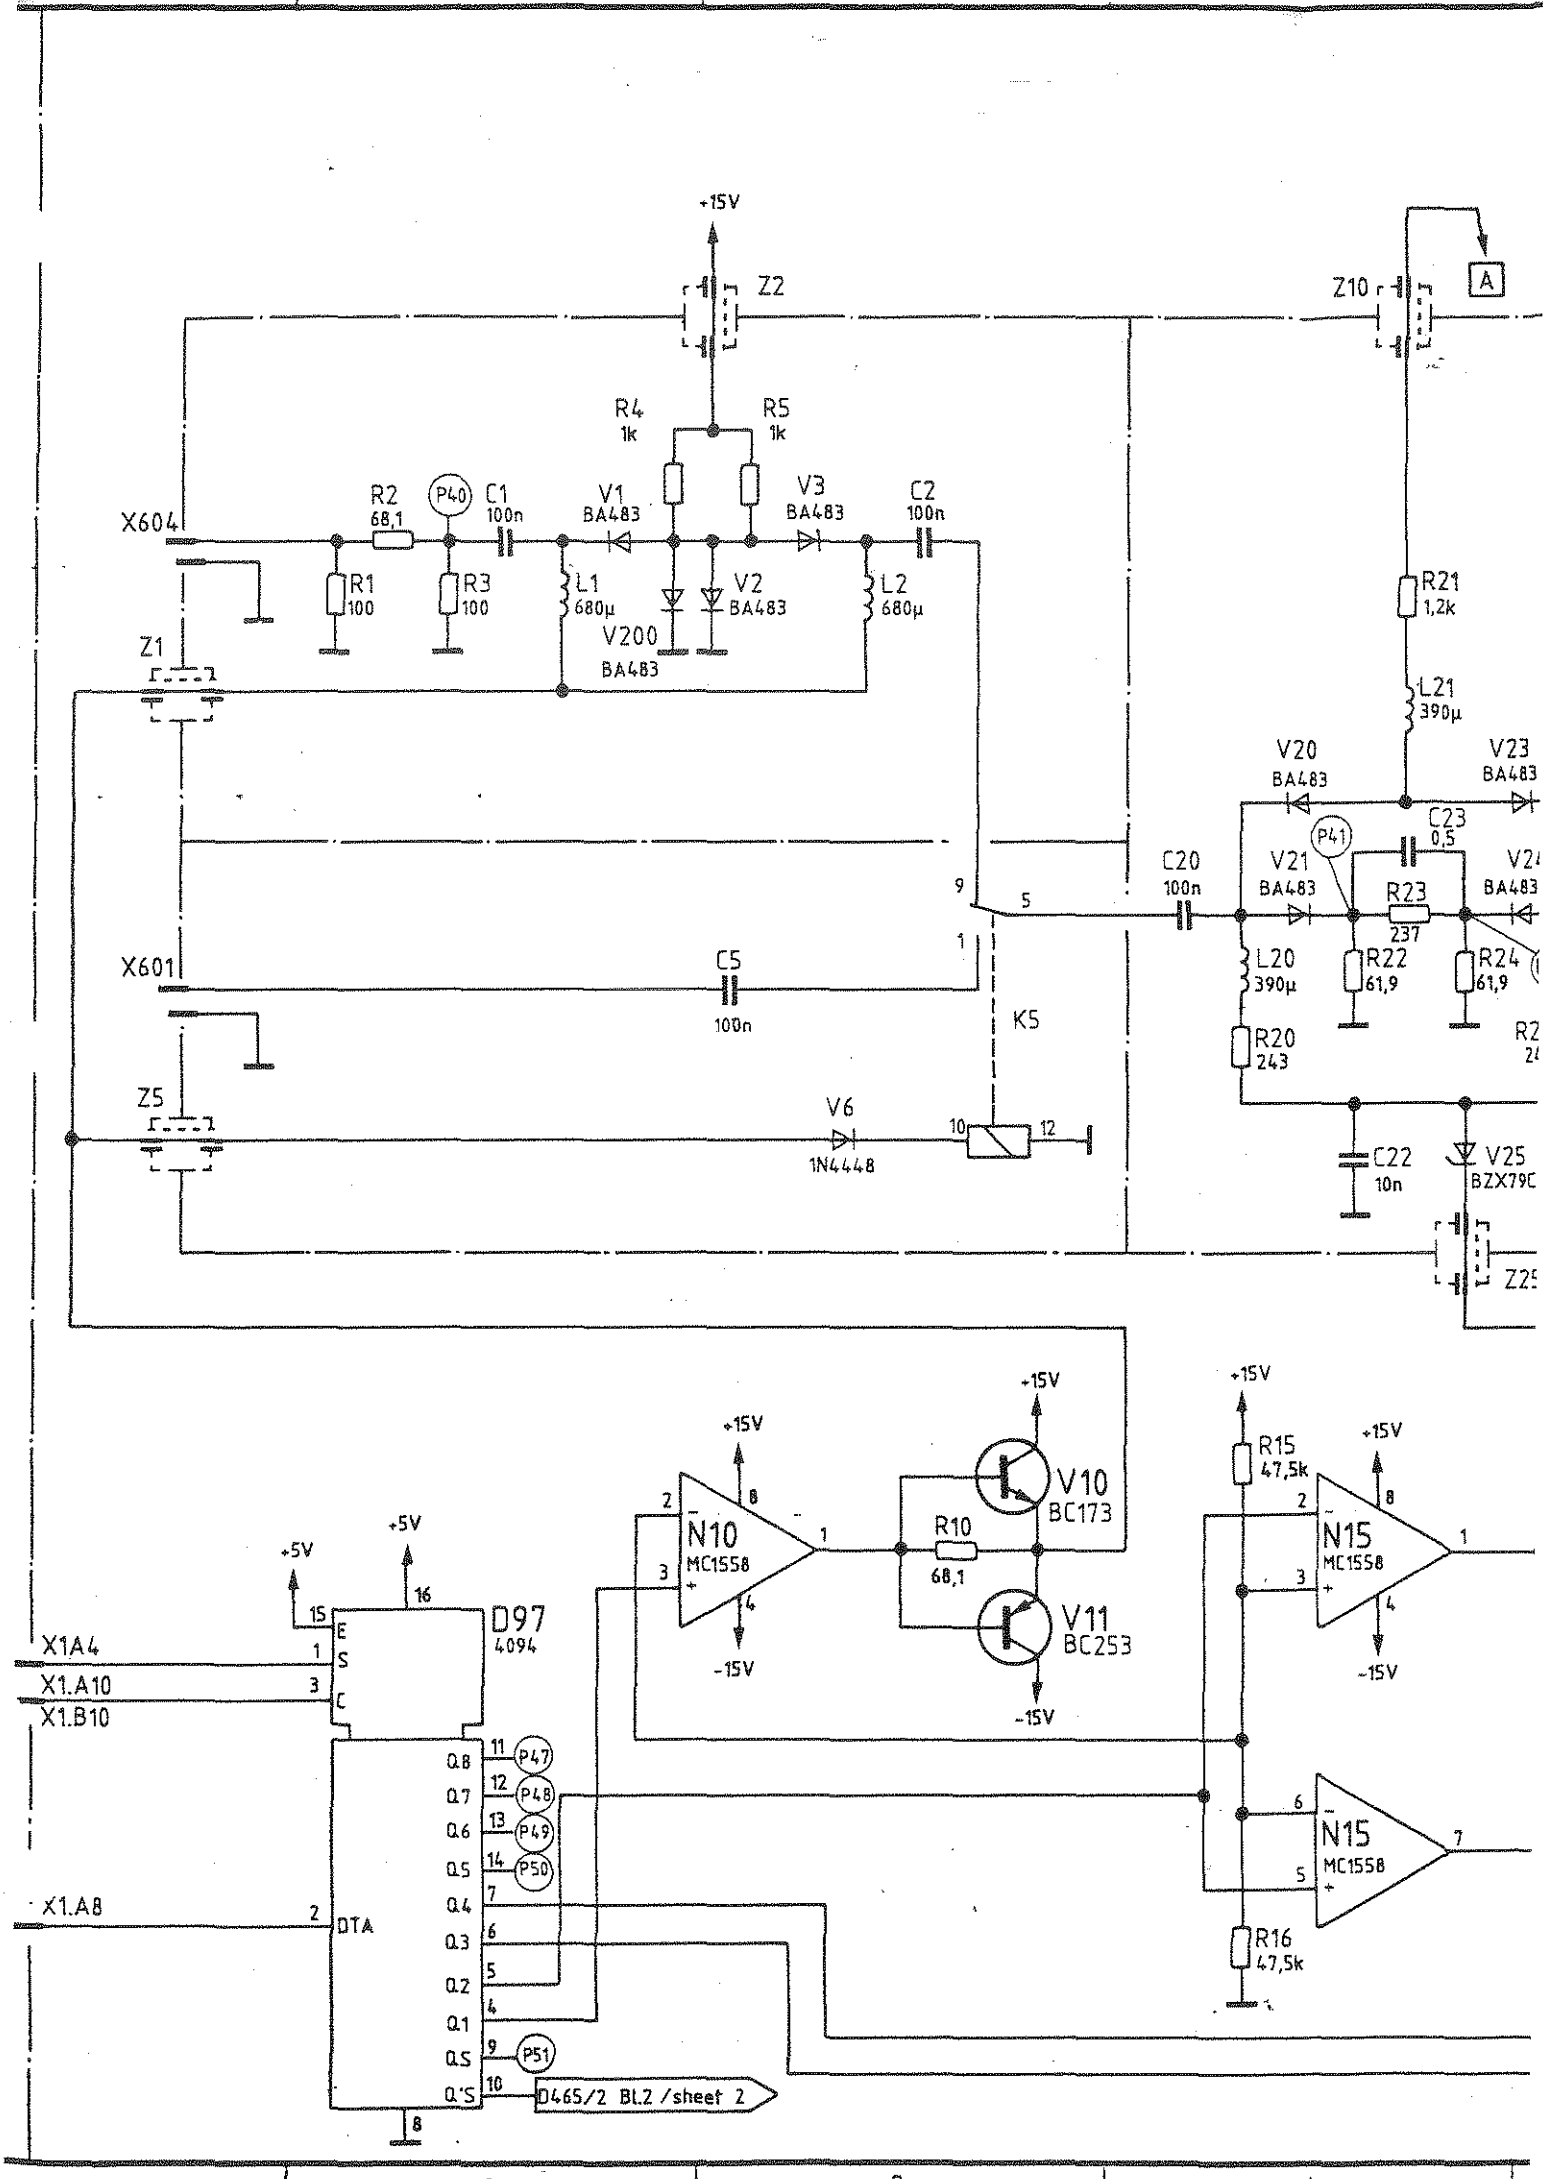 +15V
Z2
Z10
A
R4
1k
R5
1k
R2
68,1
P40
C1
100n
V1
BA483
V3
BA483
C2
100n
X604
R1
100
R3
100
L1
680µ
V2
BA483
L2
680µ
V200
BA483
R21
1,2k
Z1
L21
390µ
V20
BA483
V23
BA483
C23
0,5
P41
C20
100n
V21
BA483
R23
237
BA483
9
5
1
X601
C5
100n
L20
390µ
R22
61,9
R24
61,9
K5
R20
243
Z5
V6
1N4448
10
12
C22
10n
V25
BZX79C
Z25
+15V
+15V
+15V
+15V
2
-
8
N10
MC1558
3
+
4
1
-15V
R10
68,1
V10
BC173
V11
BC253
-15V
R15
47,5k
2
-
8
N15
MC1558
3
+
4
1
-15V
+5V
+5V
16
15
E
D97
4094
X1A4
1
S
X1.A10
3
C
X1.B10
Q8
11
P47
Q7
12
P48
Q6
13
P49
Q5
14
P50
Q4
7
X1.A8
2
DTA
Q3
6
Q2
5
Q1
4
QS
9
P51
Q'S
10
D465/2 Bl.2 /sheet 2
8
6
-
N15
MC1558
5
+
7
R16
47,5k